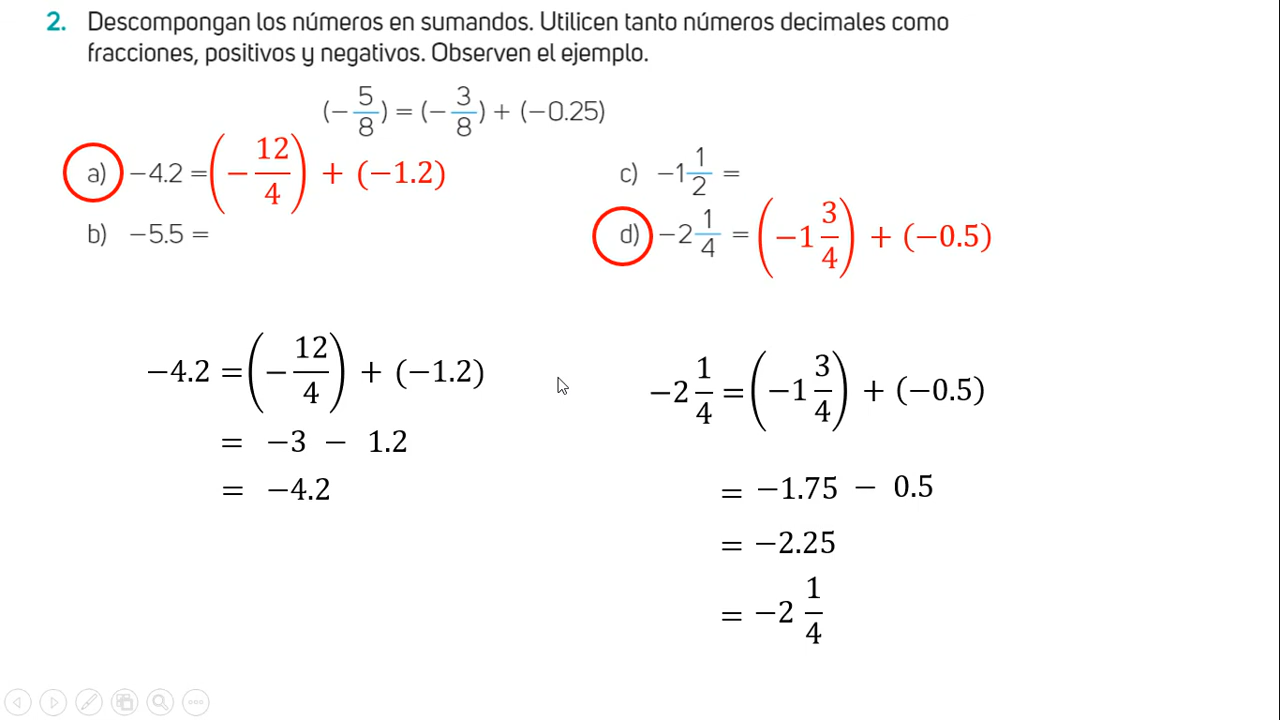 2. Descompongan los números en sumandos. Utilicen tanto números decimales como
fracciones, positivos y negativos. Observen el ejemplo.
(−5/8) = (−3/8) + (−0.25)
a) −4.2 = (−12/4) + (−1.2)
c) −1 1/2 =
b) −5.5 =
d) −2 1/4 = (−1 3/4) + (−0.5)
−4.2 = (−12/4) + (−1.2)
= −3 − 1.2
= −4.2
−2 1/4 = (−1 3/4) + (−0.5)
= −1.75 − 0.5
= −2.25
= −2 1/4